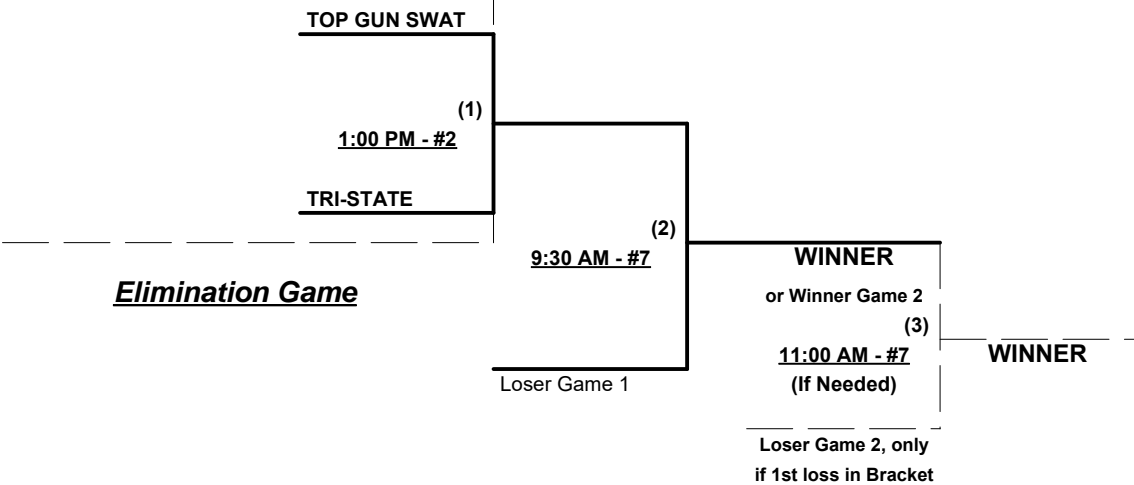 TOP GUN SWAT
(1)
1:00 PM - #2
TRI-STATE
(2)
9:30 AM - #7
WINNER
Elimination Game
or Winner Game 2
(3)
11:00 AM - #7
WINNER
(If Needed)
Loser Game 1
Loser Game 2, only
if 1st loss in Bracket